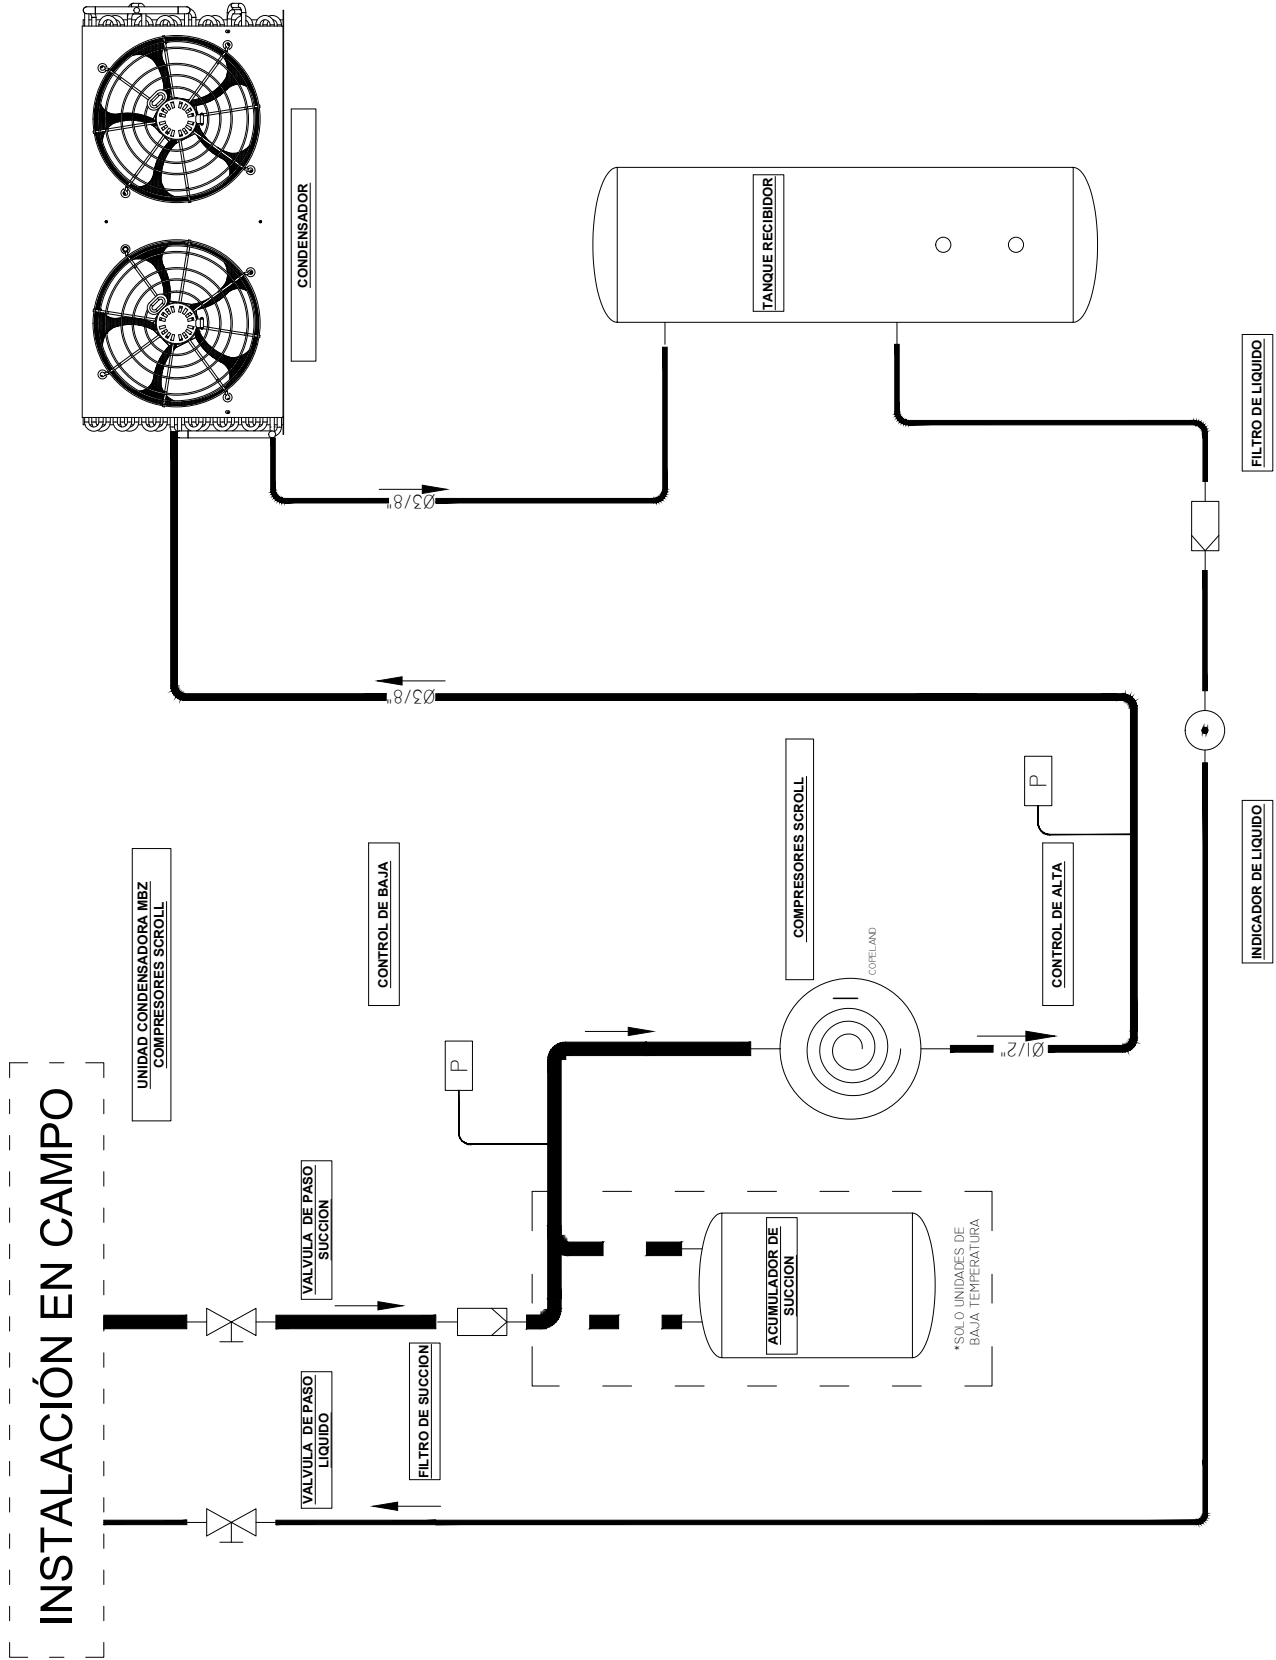 INSTALACIÓN EN CAMPO
UNIDAD CONDENSADORA MBZ
COMPRESORES SCROLL
CONDENSADOR
VALVULA DE PASO
LIQUIDO
VALVULA DE PASO
SUCCION
CONTROL DE BAJA
FILTRO DE SUCCION
P
Ø3/8"
Ø3/8"
ACUMULADOR DE
SUCCION
COMPRESORES SCROLL
TANQUE RECIBIDOR
COPELAND
*SOLO UNIDADES DE
BAJA TEMPERATURA
Ø1/2"
P
CONTROL DE ALTA
INDICADOR DE LIQUIDO
FILTRO DE LIQUIDO